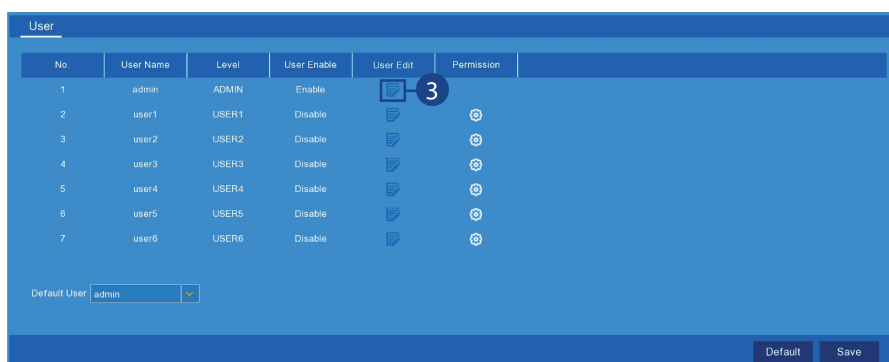 User
No. User Name Level User Enable User Edit Permission
1 admin ADMIN Enable 3
2 user1 USER1 Disable
3 user2 USER2 Disable
4 user3 USER3 Disable
5 user4 USER4 Disable
6 user5 USER5 Disable
7 user6 USER6 Disable
Default User admin
Default Save